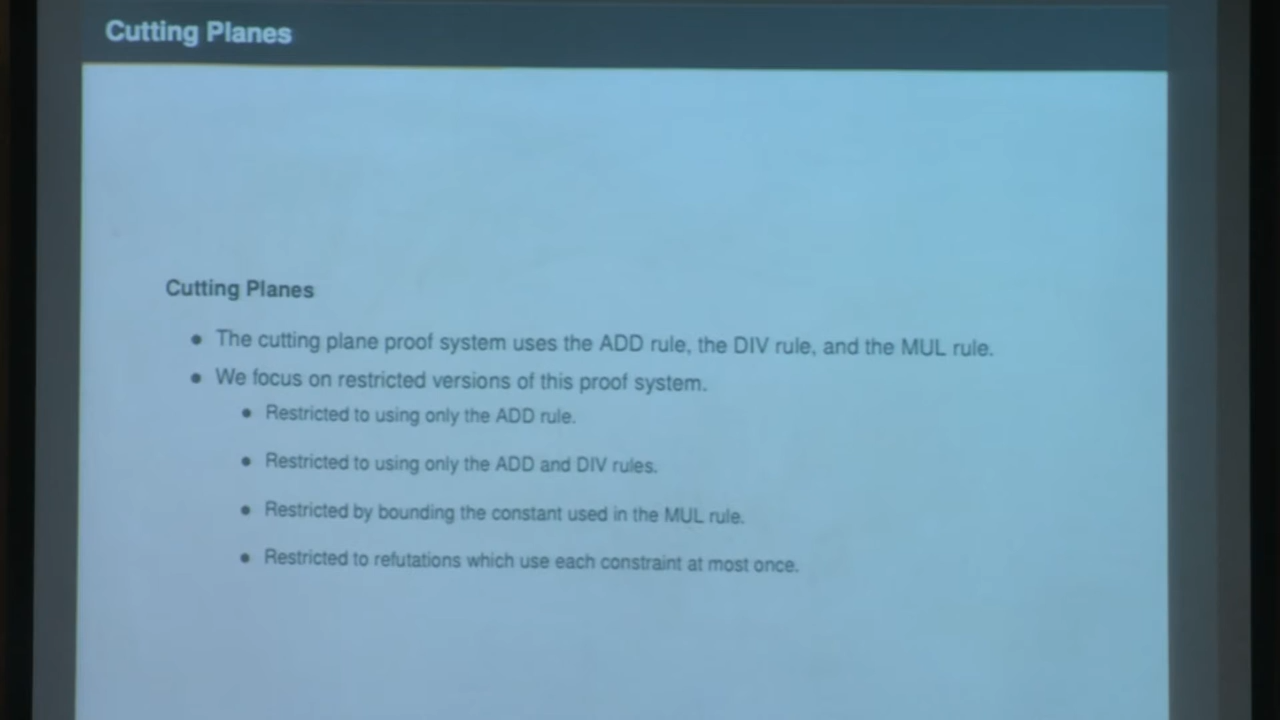 Cutting Planes
Cutting Planes
• The cutting plane proof system uses the ADD rule, the DIV rule, and the MUL rule.
• We focus on restricted versions of this proof system.
• Restricted to using only the ADD rule.
• Restricted to using only the ADD and DIV rules.
• Restricted by bounding the constant used in the MUL rule.
• Restricted to refutations which use each constraint at most once.